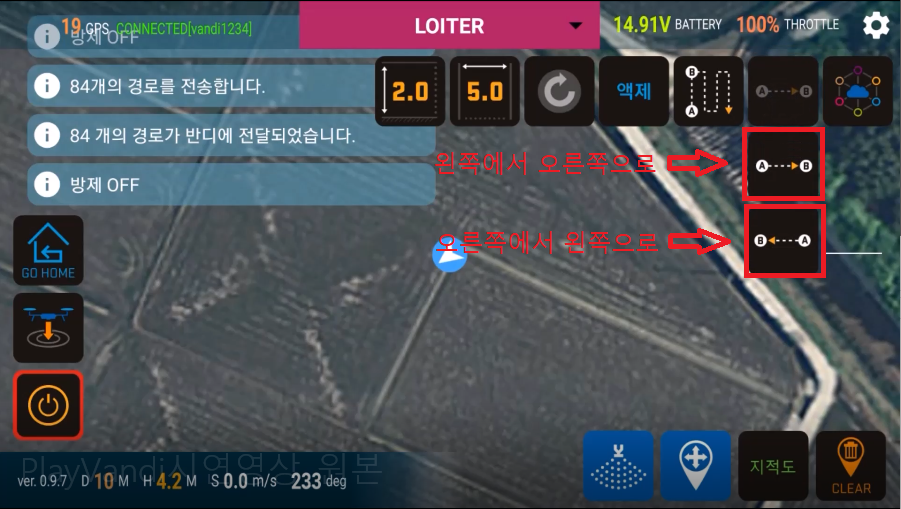 19 GPS CONNECTED[vandi1234]
LOITER
14.91V BATTERY 100% THROTTLE
방제 OFF
84개의 경로를 전송합니다.
84 개의 경로가 반디에 전달되었습니다.
방제 OFF
2.0
5.0
액제
B
A
A B
왼쪽에서 오른쪽으로
A B
오른쪽에서 왼쪽으로
B A
GO HOME
PlayVandi시연영상_원본
ver. 0.9.7 D 10 M H 4.2 M S 0.0 m/s 233 deg
지적도
CLEAR